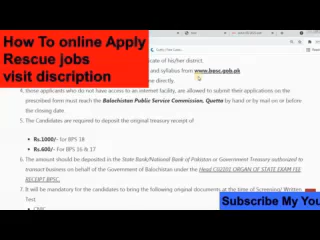 How To online Apply
Rescue jobs
visit discription
cate of his/her district.
and syllabus from www.bpsc.gob.pk
4. those applicants who do not have access to an internet facility, are allowed to submit their applications on the
prescribed form must reach the Balochistan Public Service Commission, Quetta by hand or by mail on or before
the closing date.
5. The Candidates are required to deposit the original treasury receipt of
• Rs.1000/- for BPS 18
• Rs.600/- For BPS 16 & 17
6. The amount should be deposited in the State Bank/National Bank of Pakistan or Government Treasury authorized to
transact business on behalf of the Government of Balochistan under the Head C02101 ORGAN OF STATE EXAM FEE
RECEIPT BPSC.
7. It will be mandatory for the candidates to bring the following original documents at the time of Screening/ Written
Test
• CNIC
Subscribe My You